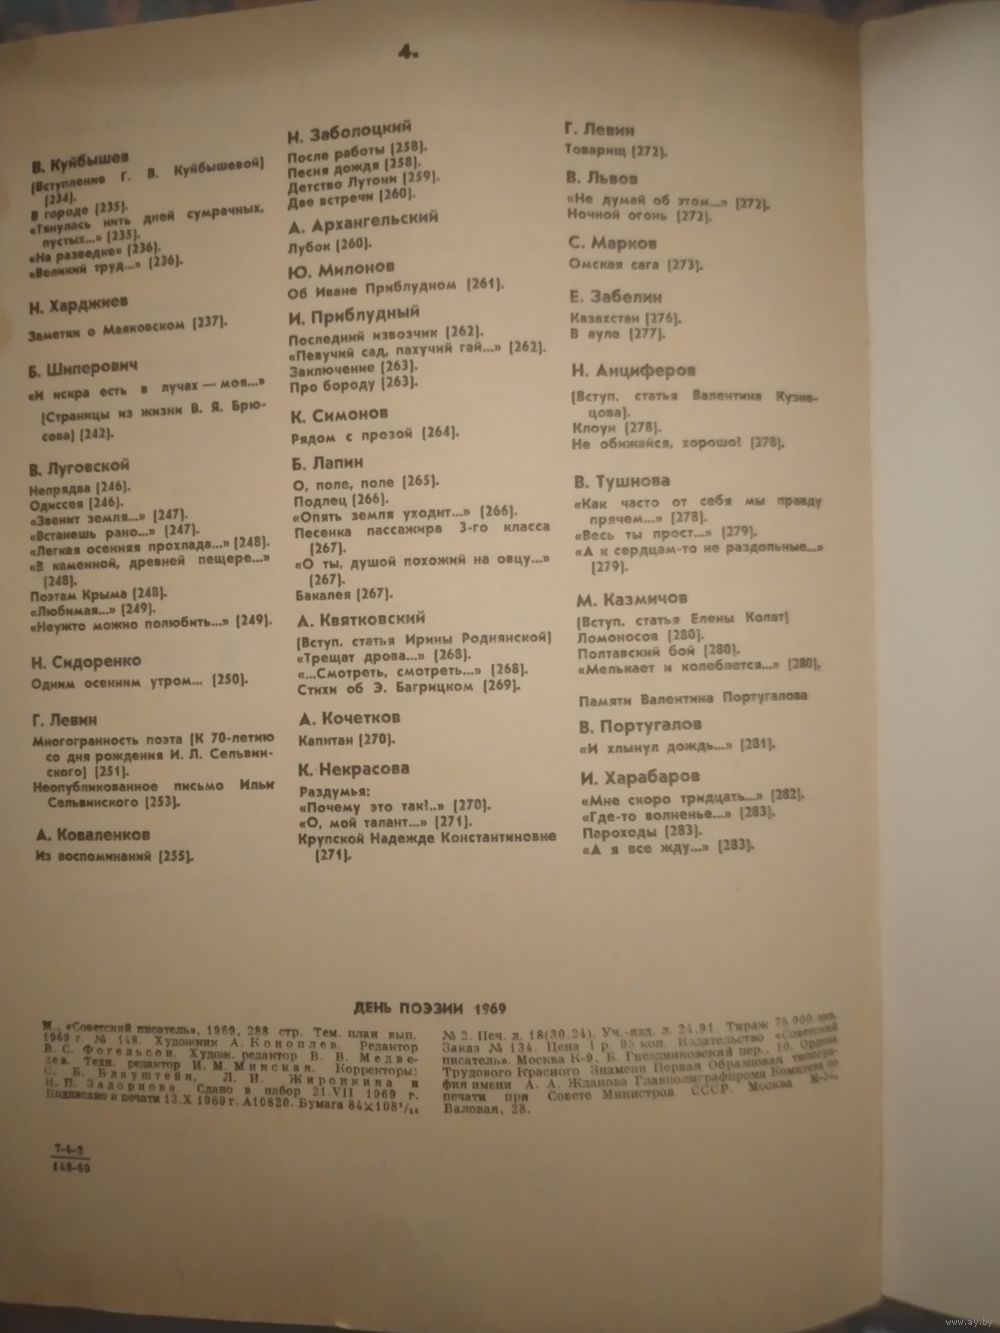 4.
В. Куйбышев
(Вступление Г. В. Куйбышевой)
(234).
В городе (235).
«Тянулась нить дней сумрачных,
пустых...» (235).
«На разведке» (236).
«Великий труд...» (236).
Н. Харджиев
Заметки о Маяковском (237).
Б. Шиперович
«И искра есть в лучах — моя...»
(Страницы из жизни В. Я. Брю-
сова) (242).
В. Луговской
Непрядва (246).
Одиссея (246).
«Звенит земля...» (247).
«Встанешь рано...» (247).
«Легкая осенняя прохлада...» (248).
«В каменной, древней пещере...»
(248).
Поэтам Крыма (248).
«Любимая...» (249).
«Неужто можно полюбить...» (249).
Н. Сидоренко
Одним осенним утром... (250).
Г. Левин
Многогранность поэта (К 70-летию
со дня рождения И. Л. Сельвин-
ского) (251).
Неопубликованное письмо Ильи
Сельвинского (253).
А. Коваленков
Из воспоминаний (255).
Н. Заболоцкий
После работы (258).
Песня дождя (258).
Детство Лутони (259).
Две встречи (260).
А. Архангельский
Лубок (260).
Ю. Милонов
Об Иване Приблудном (261).
И. Приблудный
Последний извозчик (262).
«Певучий сад, пахучий гай...» (262).
Заключение (263).
Про бороду (263).
К. Симонов
Рядом с прозой (264).
Б. Лапин
О, поле, поле (265).
Подлец (266).
«Опять земля уходит...» (266).
Песенка пассажира 3-го класса
(267).
«О ты, душой похожий на овцу...»
(267).
Бакалея (267).
А. Квятковский
(Вступ. статья Ирины Роднянской)
«Трещат дрова...» (268).
«...Смотреть, смотреть...» (268).
Стихи об Э. Багрицком (269).
А. Кочетков
Капитан (270).
К. Некрасова
Раздумья:
«Почему это так!..» (270).
«О, мой талант...» (271).
Крупской Надежде Константиновне
(271).
Г. Левин
Товарищ (272).
В. Львов
«Не думай об этом...» (272).
Ночной огонь (272).
С. Марков
Омская сага (273).
Е. Забелин
Казахстан (276).
В ауле (277).
Н. Анциферов
(Вступ. статья Валентина Кузне-
цова).
Клоун (278).
Не обижайся, хорошо! (278).
В. Тушнова
«Как часто от себя мы правду
прячем...» (278).
«Весь ты прост...» (279).
«А к сердцам-то не раздольные...»
(279).
М. Казмичов
(Вступ. статья Елены Колат)
Ломоносов (280).
Полтавский бой (280).
«Мелькает и колеблется...» (280).
Памяти Валентина Португалова
В. Португалов
«И хлынул дождь...» (281).
И. Харабаров
«Мне скоро тридцать...» (282).
«Где-то волненье...» (283).
Пароходы (283).
«А я все жду...» (283).
ДЕНЬ ПОЭЗИИ 1969
М., «Советский писатель», 1969, 288 стр. Тем. план вып.
1969 г. № 148. Художник А. Коноплев. Редактор
В. С. Фогельсон. Худож. редактор В. В. Медве-
дев. Техн. редактор И. М. Минская. Корректоры:
С. Б. Блауштейн, Л. И. Жиронкина и
Н. П. Задорнова. Сдано в набор 21.VII 1969 г.
Подписано к печати 13.X 1969 г. А10820. Бумага 84×108¹/₁₆
№ 2. Печ. л. 18(30,24). Уч.-изд. л. 24,91. Тираж 75 000 экз.
Заказ № 134. Цена 1 р. 95 коп. Издательство «Советский
писатель». Москва К-9, Б. Гнездниковский пер., 10. Ордена
Трудового Красного Знамени Первая Образцовая типогра-
фия имени А. А. Жданова Главполиграфпрома Комитета по
печати при Совете Министров СССР. Москва М-54,
Валовая, 28.
7-4-2
148-69
www.ay.by